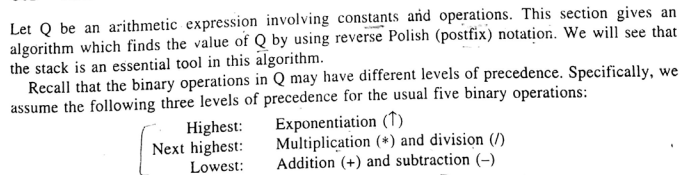 Let Q be an arithmetic expression involving constants and operations. This section gives an
algorithm which finds the value of Q by using reverse Polish (postfix) notation. We will see that
the stack is an essential tool in this algorithm.
Recall that the binary operations in Q may have different levels of precedence. Specifically, we
assume the following three levels of precedence for the usual five binary operations:
Highest: Exponentiation (↑)
Next highest: Multiplication (*) and division (/)
Lowest: Addition (+) and subtraction (−)